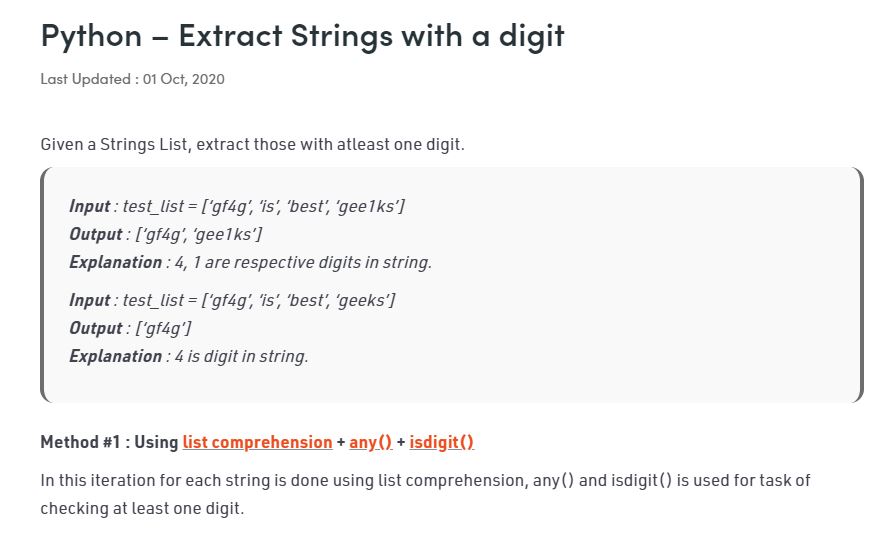 Python – Extract Strings with a digit
Last Updated : 01 Oct, 2020
Given a Strings List, extract those with atleast one digit.
Input : test_list = [‘gf4g’, ‘is’, ‘best’, ‘gee1ks’]
Output : [‘gf4g’, ‘gee1ks’]
Explanation : 4, 1 are respective digits in string.
Input : test_list = [‘gf4g’, ‘is’, ‘best’, ‘geeks’]
Output : [‘gf4g’]
Explanation : 4 is digit in string.
Method #1 : Using list comprehension + any() + isdigit()
In this iteration for each string is done using list comprehension, any() and isdigit() is used for task of
checking at least one digit.